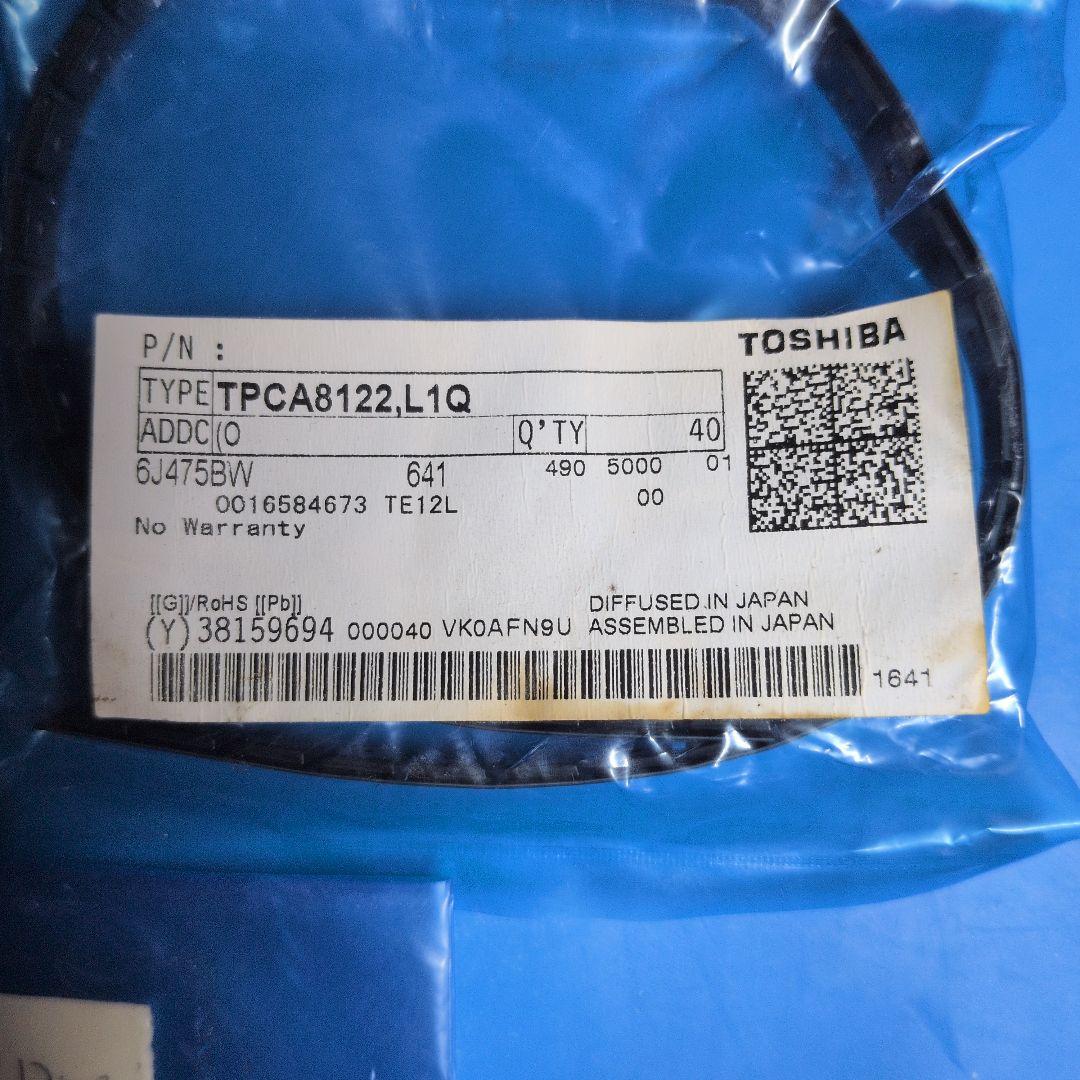 P/N :
TOSHIBA
TYPE TPCA8122,L1Q
ADDC (O Q'TY 40
6J475BW 641 490 5000 01
0016584673 TE12L 00
No Warranty
[[G]]/RoHS [[Pb]] DIFFUSED IN JAPAN
(Y)38159694 000040 VK0AFN9U ASSEMBLED IN JAPAN
1641